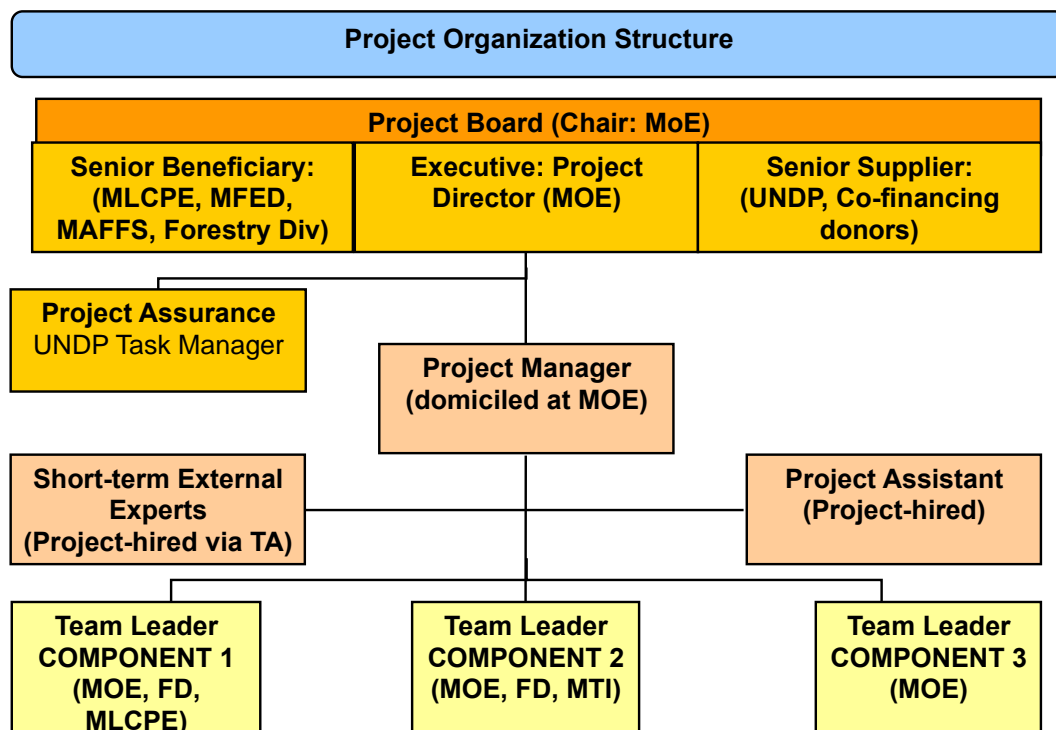 Project Organization Structure
Project Board (Chair: MoE)
Senior Beneficiary:
(MLCPE, MFED,
MAFFS, Forestry Div)
Executive: Project
Director (MOE)
Senior Supplier:
(UNDP, Co-financing
donors)
Project Assurance
UNDP Task Manager
Project Manager
(domiciled at MOE)
Short-term External
Experts
(Project-hired via TA)
Project Assistant
(Project-hired)
Team Leader
COMPONENT 1
(MOE, FD,
MLCPE)
Team Leader
COMPONENT 2
(MOE, FD, MTI)
Team Leader
COMPONENT 3
(MOE)